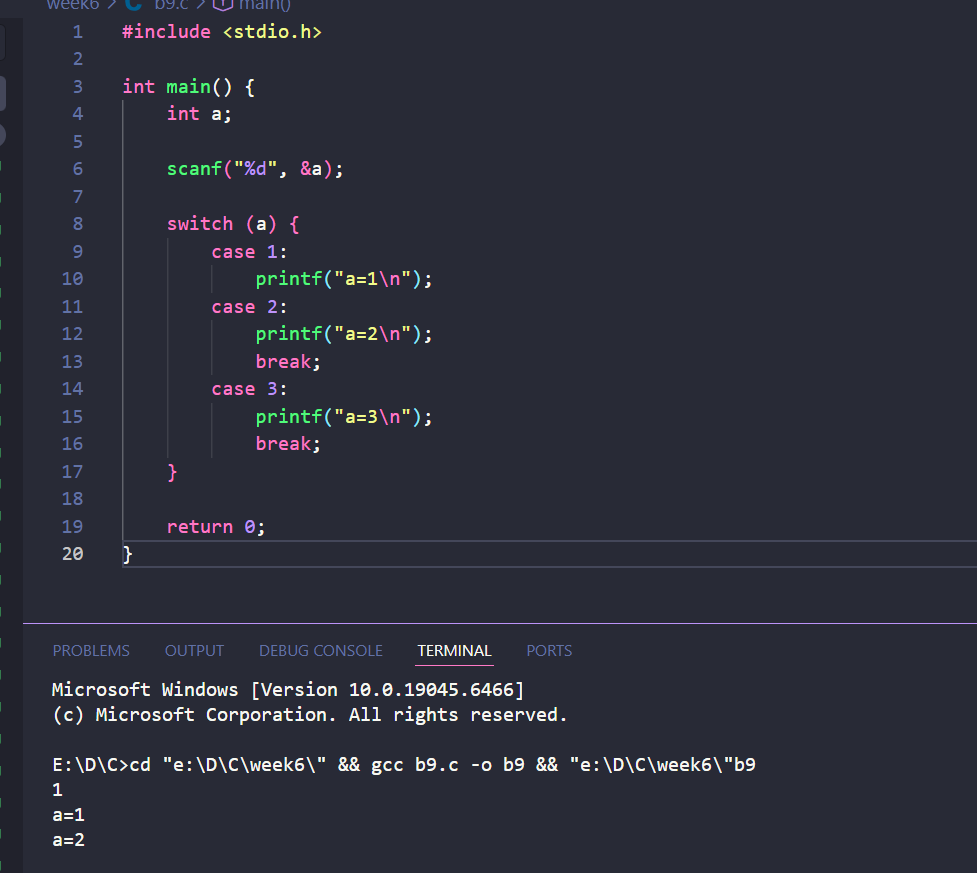 week6 > C b9.c > main()
1 #include <stdio.h>
2
3 int main() {
4     int a;
5
6     scanf("%d", &a);
7
8     switch (a) {
9         case 1:
10             printf("a=1\n");
11         case 2:
12             printf("a=2\n");
13             break;
14         case 3:
15             printf("a=3\n");
16             break;
17     }
18
19     return 0;
20 }
PROBLEMS OUTPUT DEBUG CONSOLE TERMINAL PORTS
Microsoft Windows [Version 10.0.19045.6466]
(c) Microsoft Corporation. All rights reserved.
E:\D\C>cd "e:\D\C\week6\" && gcc b9.c -o b9 && "e:\D\C\week6\"b9
1
a=1
a=2